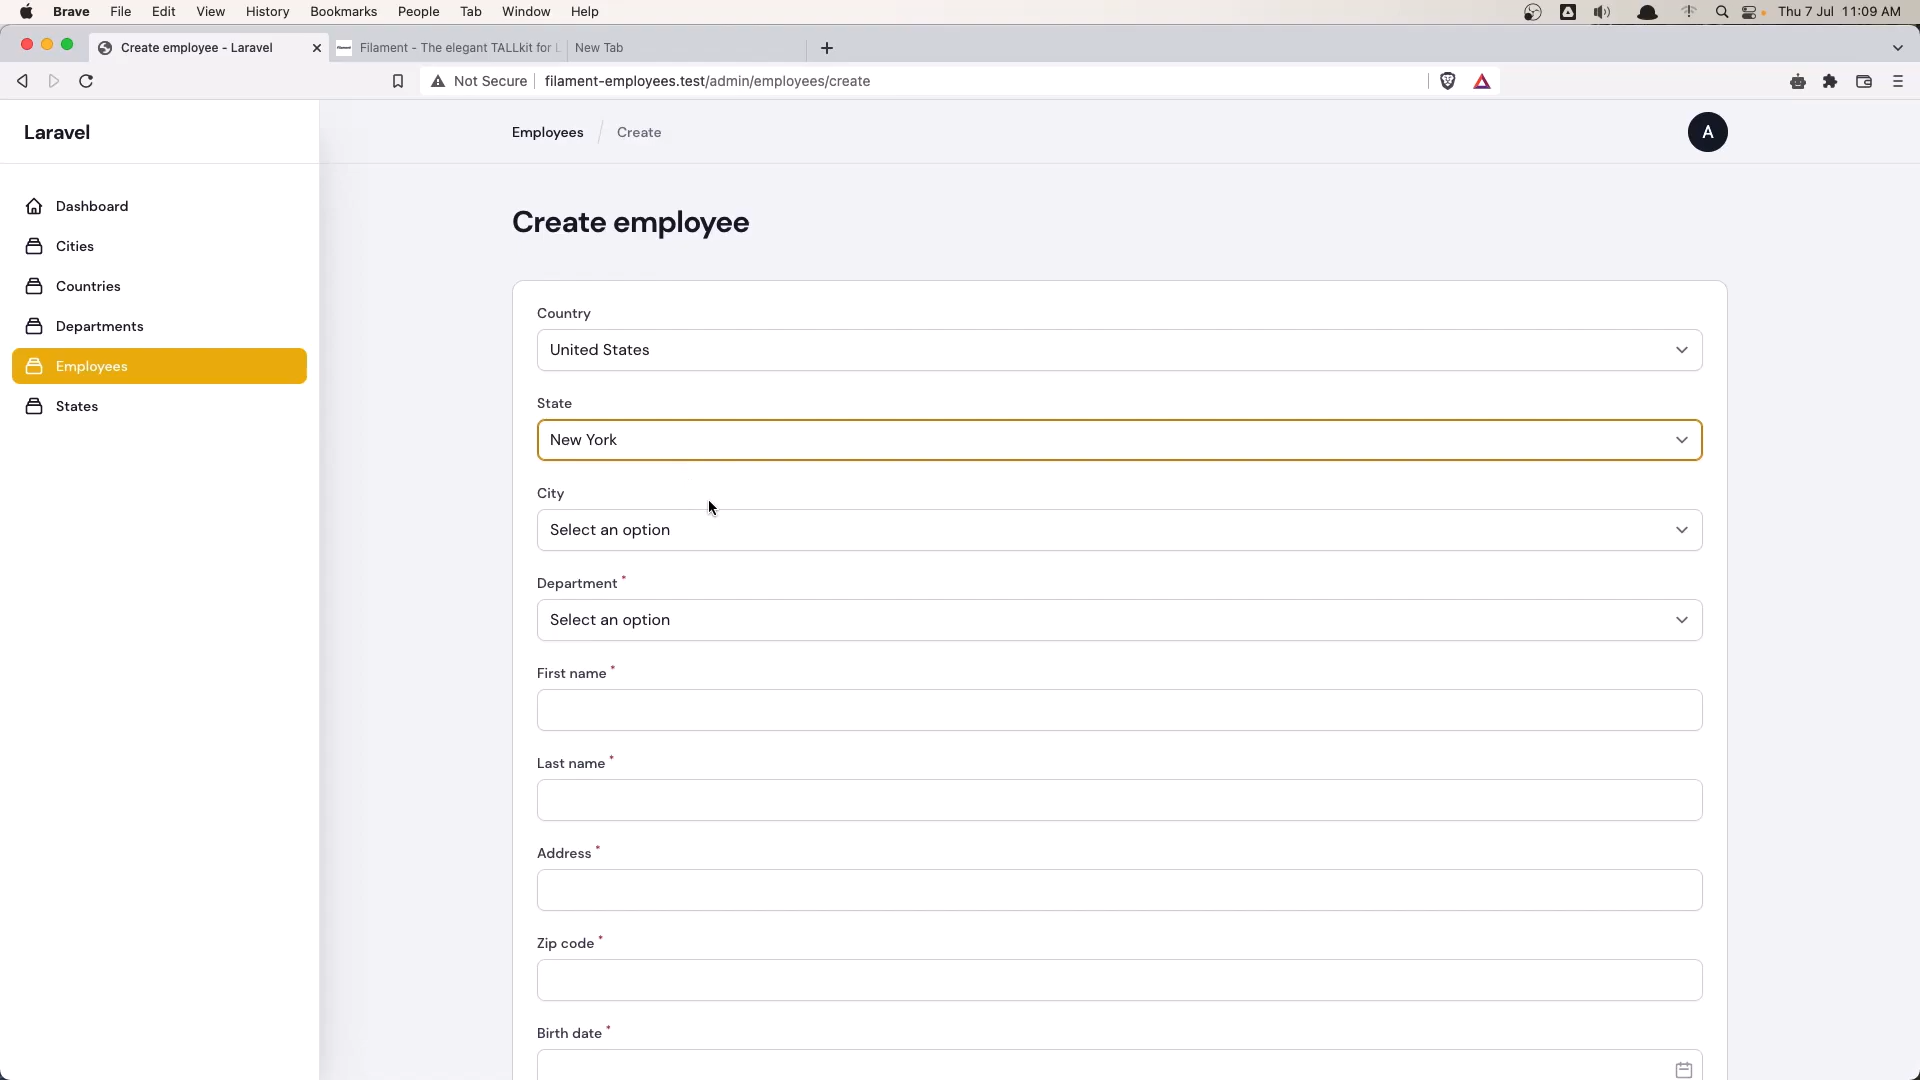 Brave File Edit View History Bookmarks People Tab Window Help Thu 7 Jul 11:09 AM
Create employee - Laravel Filament - The elegant TALLkit for L New Tab
Not Secure filament-employees.test/admin/employees/create
Laravel
Employees / Create
A
Dashboard
Cities
Countries
Departments
Employees
States
Create employee
Country
United States
State
New York
City
Select an option
Department *
Select an option
First name *
Last name *
Address *
Zip code *
Birth date *